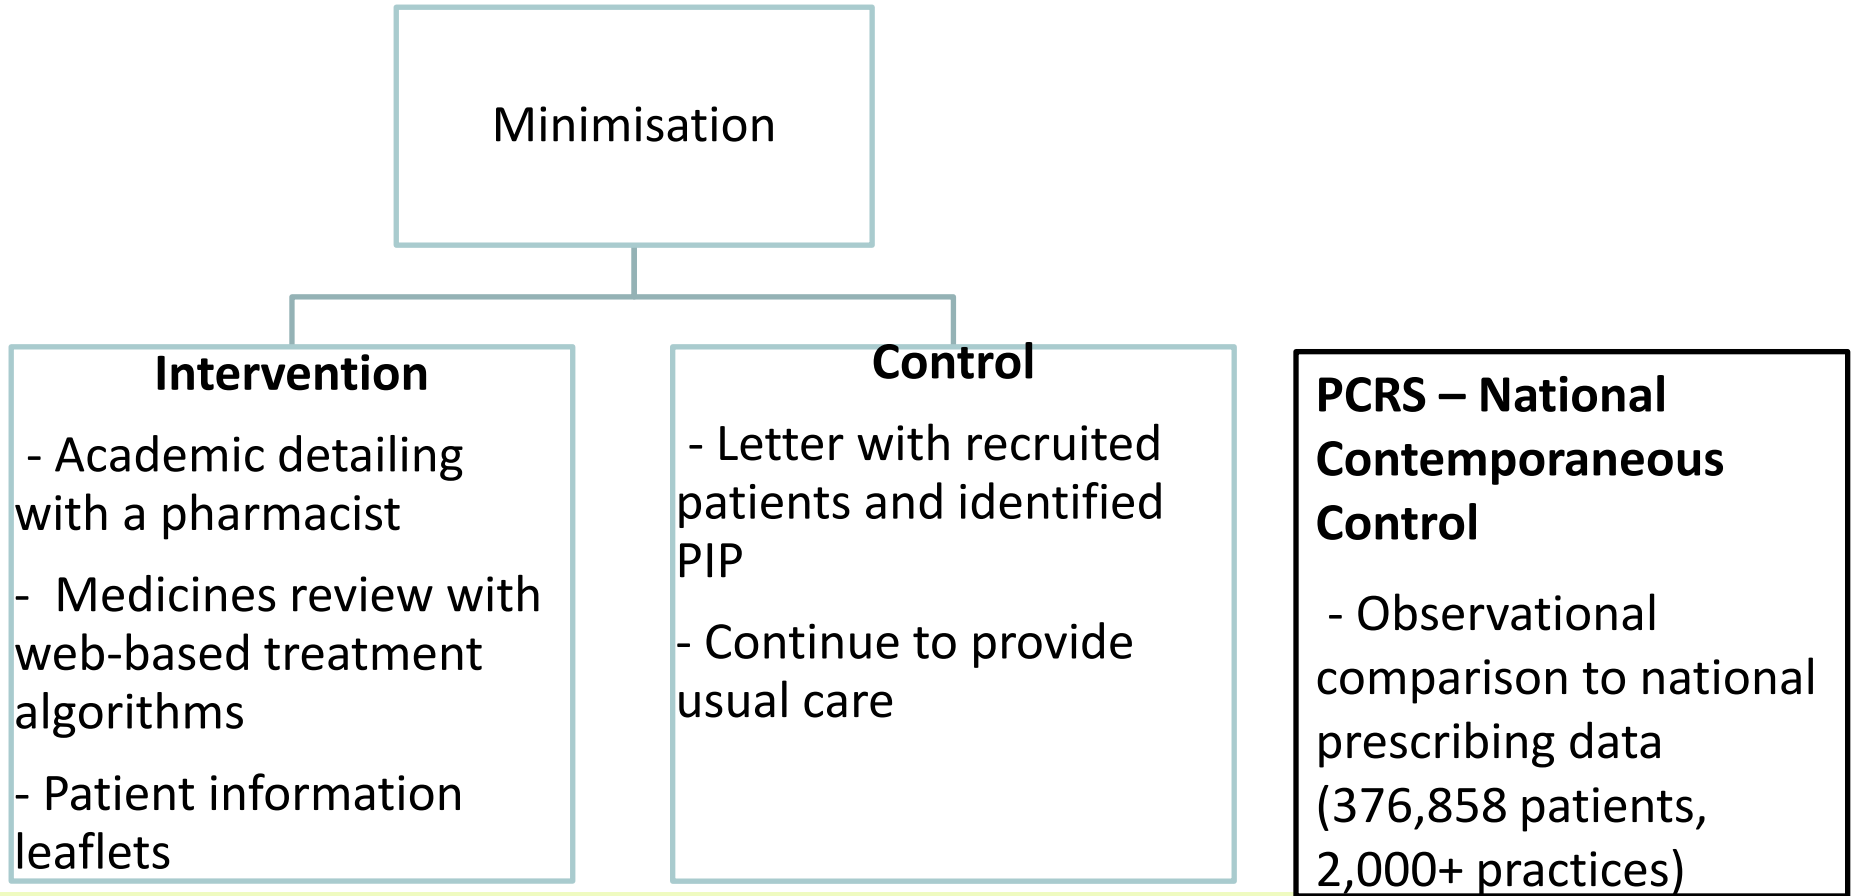 Minimisation
Intervention
- Academic detailing
with a pharmacist
- Medicines review with
web-based treatment
algorithms
- Patient information
leaflets
Control
- Letter with recruited
patients and identified
PIP
- Continue to provide
usual care
PCRS – National
Contemporaneous
Control
- Observational
comparison to national
prescribing data
(376,858 patients,
2,000+ practices)